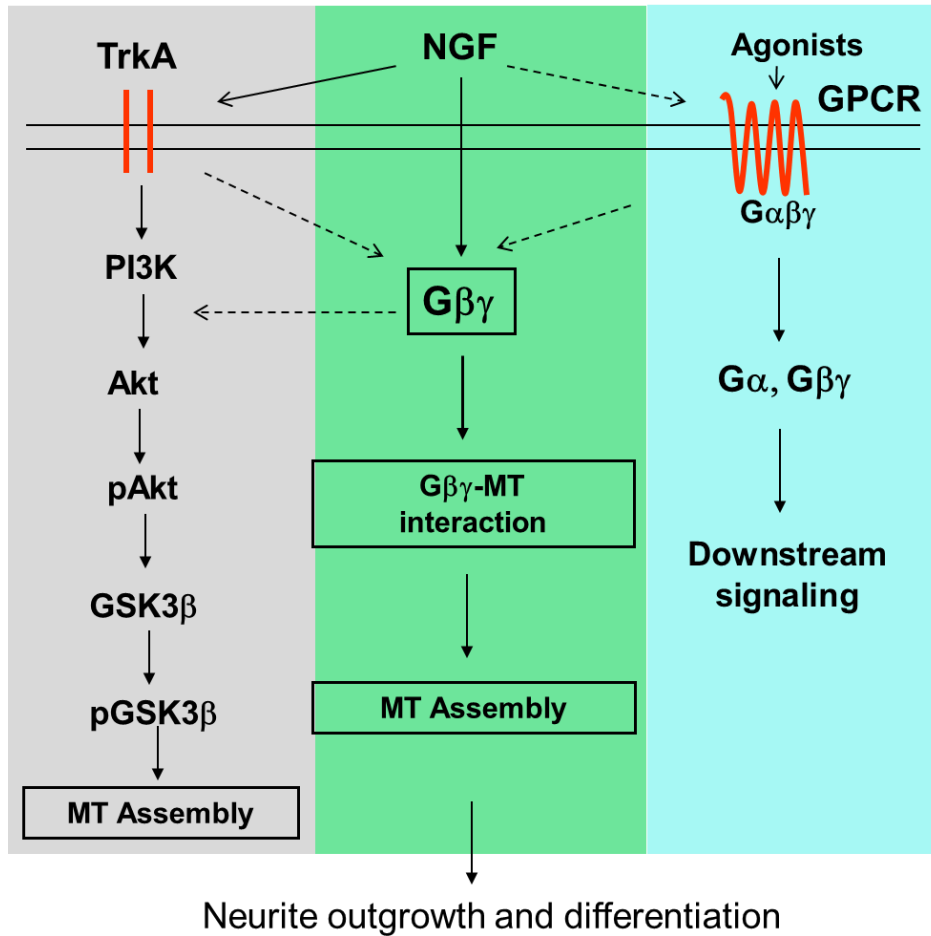 TrkA
NGF
Agonists
GPCR
Gαβγ
PI3K
Gβγ
Akt
Gα, Gβγ
pAkt
Gβγ-MT
interaction
Downstream
signaling
GSK3β
pGSK3β
MT Assembly
MT Assembly
Neurite outgrowth and differentiation